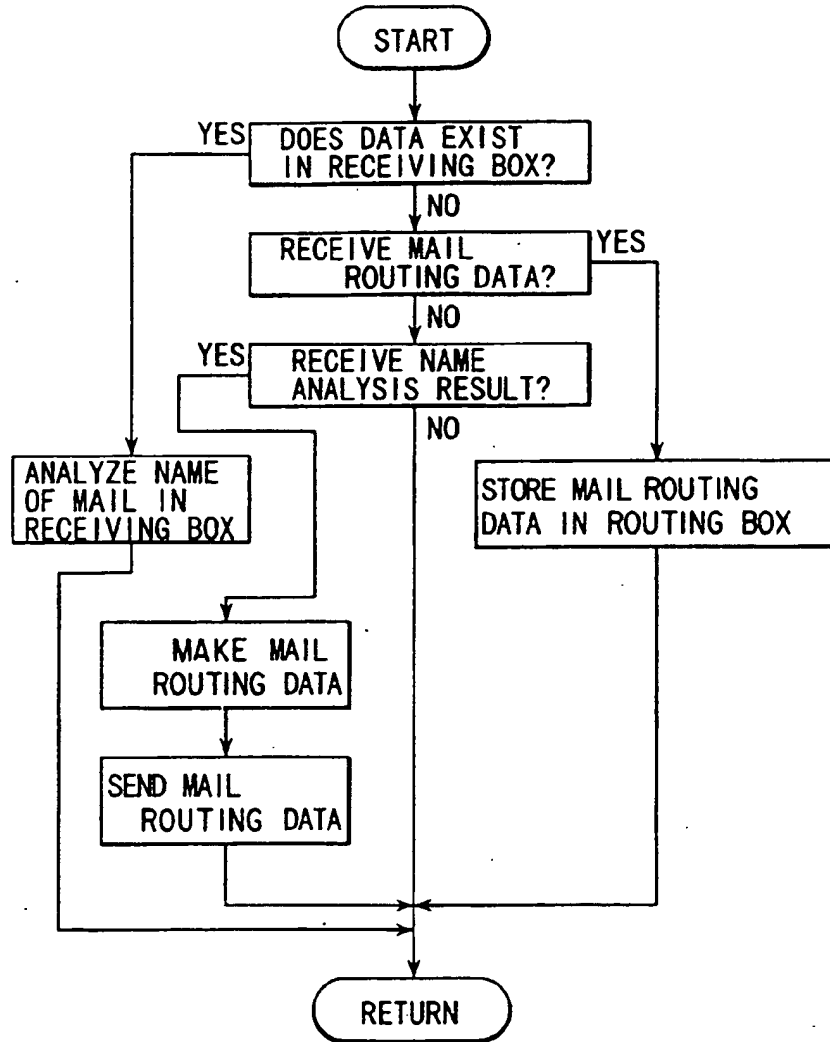 START
YES
DOES DATA EXIST
IN RECEIVING BOX?
NO
RECEIVE MAIL
ROUTING DATA?
YES
NO
YES
RECEIVE NAME
ANALYSIS RESULT?
NO
ANALYZE NAME
OF MAIL IN
RECEIVING BOX
STORE MAIL ROUTING
DATA IN ROUTING BOX
MAKE MAIL
ROUTING DATA
SEND MAIL
ROUTING DATA
RETURN